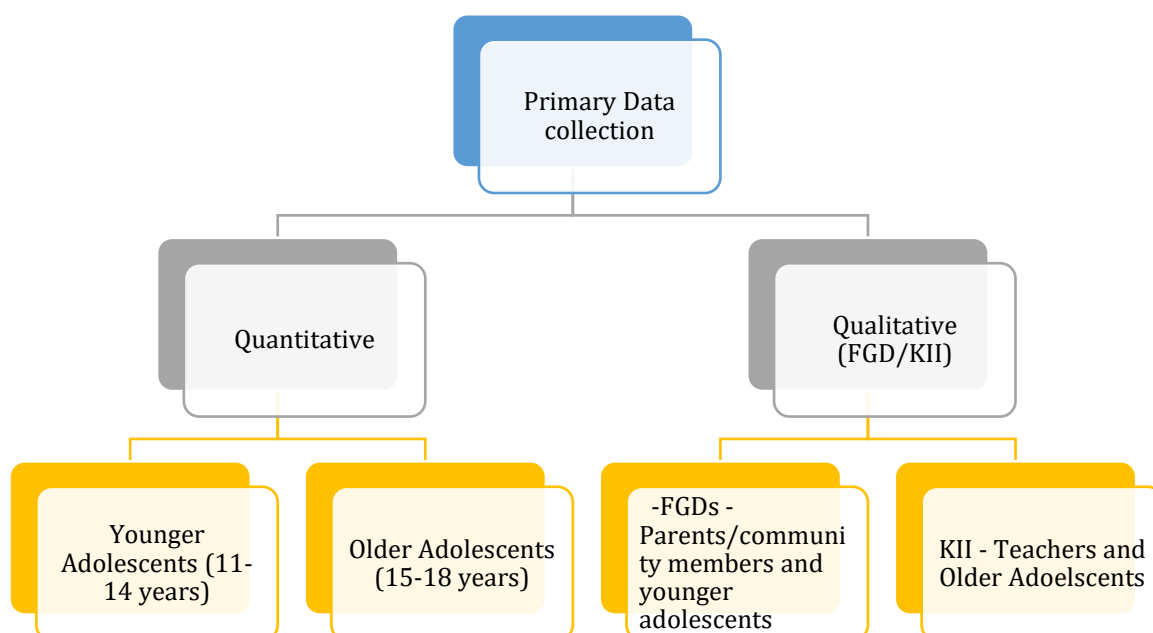 Primary Data
collection
Quantitative
Qualitative
(FGD/KII)
Younger
Adolescents (11-
14 years)
Older Adolescents
(15-18 years)
-FGDs -
Parents/communi
ty members and
younger
adolescents
KII - Teachers and
Older Adoelscents